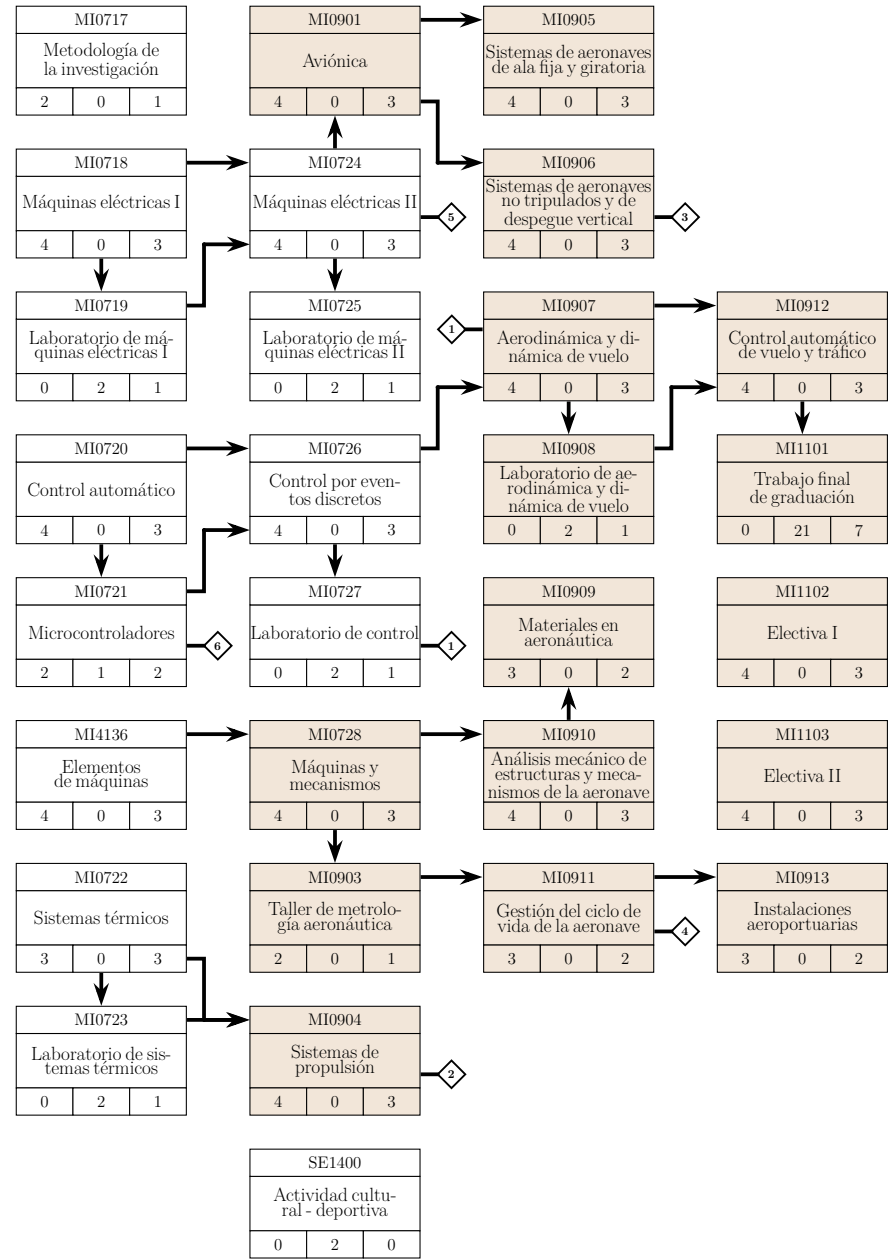 MI0717
Metodología de
la investigación
2 0 1
MI0718
Máquinas eléctricas I
4 0 3
MI0719
Laboratorio de má-
quinas eléctricas I
0 2 1
MI0720
Control automático
4 0 3
MI0721
Microcontroladores
6
2 1 2
MI4136
Elementos
de máquinas
4 0 3
MI0722
Sistemas térmicos
3 0 3
MI0723
Laboratorio de sis-
temas térmicos
0 2 1
MI0901
Aviónica
4 0 3
MI0724
Máquinas eléctricas II
5
4 0 3
MI0725
Laboratorio de má-
quinas eléctricas II
0 2 1
MI0726
Control por even-
tos discretos
4 0 3
MI0727
Laboratorio de control
1
0 2 1
MI0728
Máquinas y
mecanismos
4 0 3
MI0903
Taller de metrolo-
gía aeronáutica
2 0 1
MI0904
Sistemas de
propulsión
2
4 0 3
SE1400
Actividad cultu-
ral - deportiva
0 2 0
MI0905
Sistemas de aeronaves
de ala fija y giratoria
4 0 3
MI0906
Sistemas de aeronaves
no tripulados y de
despegue vertical
3
4 0 3
MI0907
1
Aerodinámica y di-
námica de vuelo
4 0 3
MI0908
Laboratorio de ae-
rodinámica y di-
námica de vuelo
0 2 1
MI0909
Materiales en
aeronáutica
3 0 2
MI0910
Análisis mecánico de
estructuras y meca-
nismos de la aeronave
4 0 3
MI0911
Gestión del ciclo de
vida de la aeronave
4
3 0 2
MI0912
Control automático
de vuelo y tráfico
4 0 3
MI1101
Trabajo final
de graduación
0 21 7
MI1102
Electiva I
4 0 3
MI1103
Electiva II
4 0 3
MI0913
Instalaciones
aeroportuarias
3 0 2